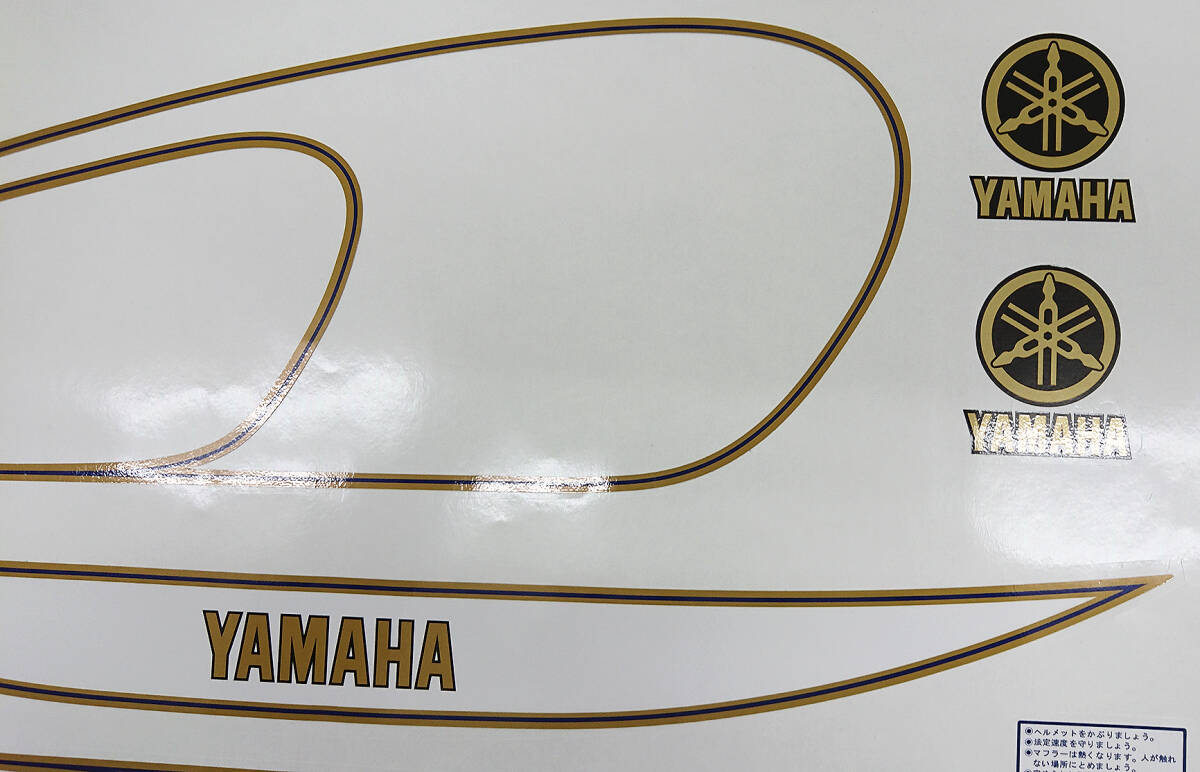 YAMAHA
YAMAHA
YAMAHA
◉ヘルメットをかぶりましょう。
◉法定速度を守りましょう。
◉マフラーは熱くなります。人が触れ
ない場所にとめましょう。